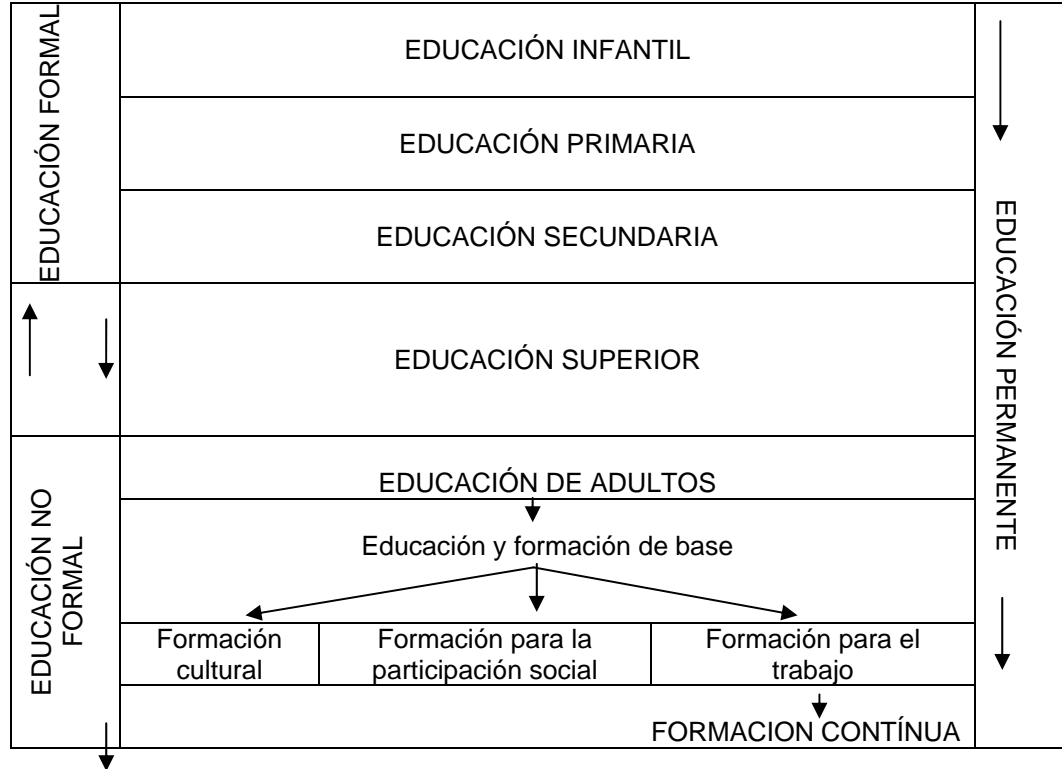 EDUCACIÓN FORMAL
EDUCACIÓN INFANTIL
EDUCACIÓN PRIMARIA
EDUCACIÓN SECUNDARIA
EDUCACIÓN SUPERIOR
EDUCACIÓN NO
FORMAL
EDUCACIÓN DE ADULTOS
Educación y formación de base
Formación
cultural
Formación para la
participación social
Formación para el
trabajo
FORMACION CONTÍNUA
EDUCACIÓN PERMANENTE